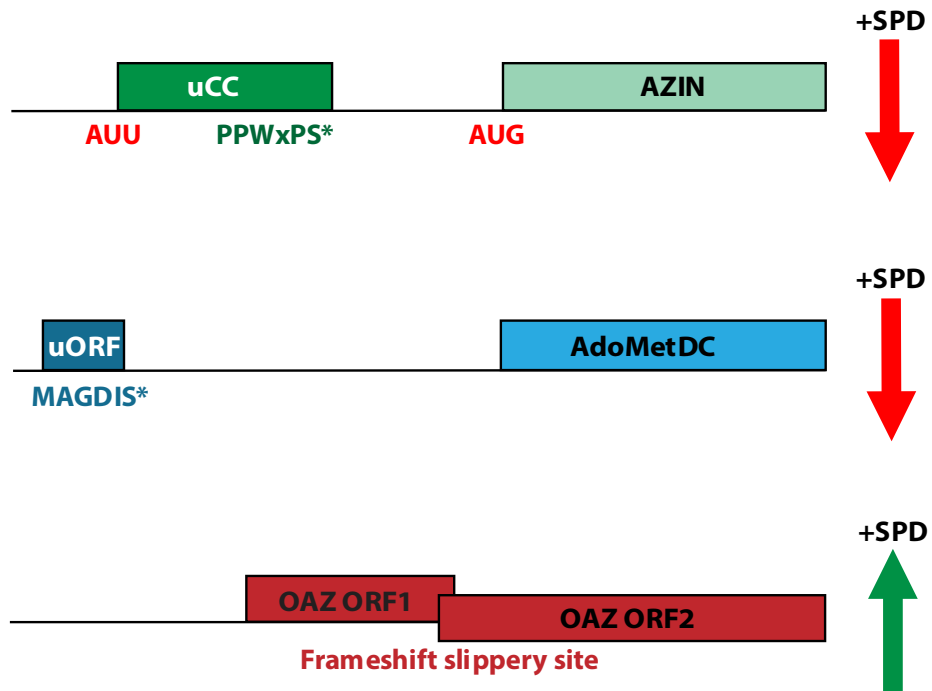 +SPD
uCC
AZIN
AUU
PPWxPS*
AUG
+SPD
uORF
AdoMetDC
MAGDIS*
+SPD
OAZ ORF1
OAZ ORF2
Frameshift slippery site